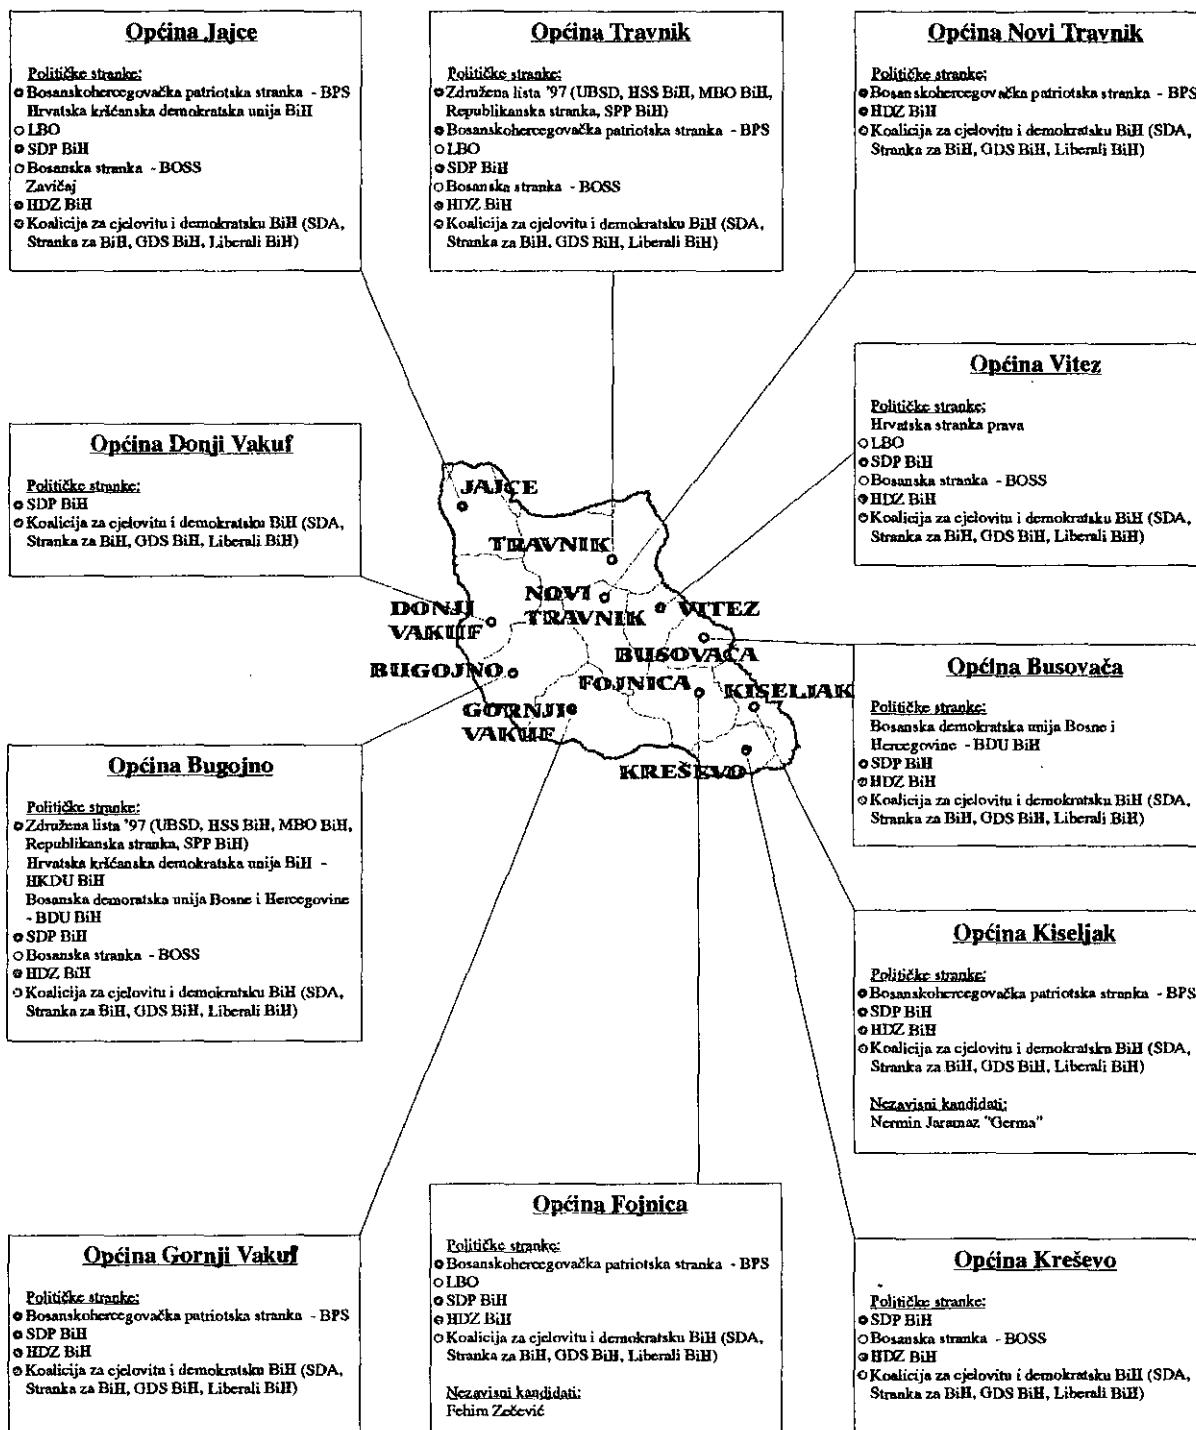 Općina Jajce
Političke stranke:
Bosanskohercegovačka patriotska stranka - BPS
Hrvatska kršćanska demokratska unija BiH
LBO
SDP BiH
Bosanska stranka - BOSS
Zavičaj
HDZ BiH
Koalicija za cjelovitu i demokratsku BiH (SDA,
Stranka za BiH, GDS BiH, Liberali BiH)
Općina Travnik
Političke stranke:
Združena lista '97 (UBSD, HSS BiH, MBO BiH,
Republikanska stranka, SPP BiH)
Bosanskohercegovačka patriotska stranka - BPS
LBO
SDP BiH
Bosanska stranka - BOSS
HDZ BiH
Koalicija za cjelovitu i demokratsku BiH (SDA,
Stranka za BiH, GDS BiH, Liberali BiH)
Općina Novi Travnik
Političke stranke:
Bosanskohercegovačka patriotska stranka - BPS
HDZ BiH
Koalicija za cjelovitu i demokratsku BiH (SDA,
Stranka za BiH, GDS BiH, Liberali BiH)
Općina Vitez
Političke stranke:
Hrvatska stranka prava
LBO
SDP BiH
Bosanska stranka - BOSS
HDZ BiH
Koalicija za cjelovitu i demokratsku BiH (SDA,
Stranka za BiH, GDS BiH, Liberali BiH)
Općina Donji Vakuf
Političke stranke:
SDP BiH
Koalicija za cjelovitu i demokratsku BiH (SDA,
Stranka za BiH, GDS BiH, Liberali BiH)
JAJCE
TRAVNIK
NOVI
TRAVNIK
VITEZ
DONJI
VAKUF
BUSOVAČA
BUGOJNO
FOJNICA
KISELJAK
GORNJI
VAKUF
KREŠEVO
Općina Busovača
Političke stranke:
Bosanska demokratska unija Bosne i
Hercegovine - BDU BiH
SDP BiH
HDZ BiH
Koalicija za cjelovitu i demokratsku BiH (SDA,
Stranka za BiH, GDS BiH, Liberali BiH)
Općina Bugojno
Političke stranke:
Združena lista '97 (UBSD, HSS BiH, MBO BiH,
Republikanska stranka, SPP BiH)
Hrvatska kršćanska demokratska unija BiH -
HKDU BiH
Bosanska demoratska unija Bosne i Hercegovine
- BDU BiH
SDP BiH
Bosanska stranka - BOSS
HDZ BiH
Koalicija za cjelovitu i demokratsku BiH (SDA,
Stranka za BiH, GDS BiH, Liberali BiH)
Općina Kiseljak
Političke stranke:
Bosanskohercegovačka patriotska stranka - BPS
SDP BiH
HDZ BiH
Koalicija za cjelovitu i demokratsku BiH (SDA,
Stranka za BiH, GDS BiH, Liberali BiH)
Nezavisni kandidati:
Nermin Jaramaz "Germa"
Općina Gornji Vakuf
Političke stranke:
Bosanskohercegovačka patriotska stranka - BPS
SDP BiH
HDZ BiH
Koalicija za cjelovitu i demokratsku BiH (SDA,
Stranka za BiH, GDS BiH, Liberali BiH)
Općina Fojnica
Političke stranke:
Bosanskohercegovačka patriotska stranka - BPS
LBO
SDP BiH
HDZ BiH
Koalicija za cjelovitu i demokratsku BiH (SDA,
Stranka za BiH, GDS BiH, Liberali BiH)
Nezavisni kandidati:
Fehim Zečević
Općina Kreševo
Političke stranke:
SDP BiH
Bosanska stranka - BOSS
HDZ BiH
Koalicija za cjelovitu i demokratsku BiH (SDA,
Stranka za BiH, GDS BiH, Liberali BiH)